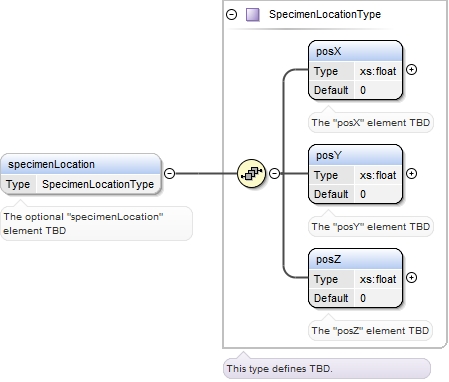 SpecimenLocationType
posX
Type xs:float
Default 0
The "posX" element TBD
posY
Type xs:float
Default 0
The "posY" element TBD
specimenLocation
Type SpecimenLocationType
The optional "specimenLocation"
element TBD
posZ
Type xs:float
Default 0
The "posZ" element TBD
This type defines TBD.